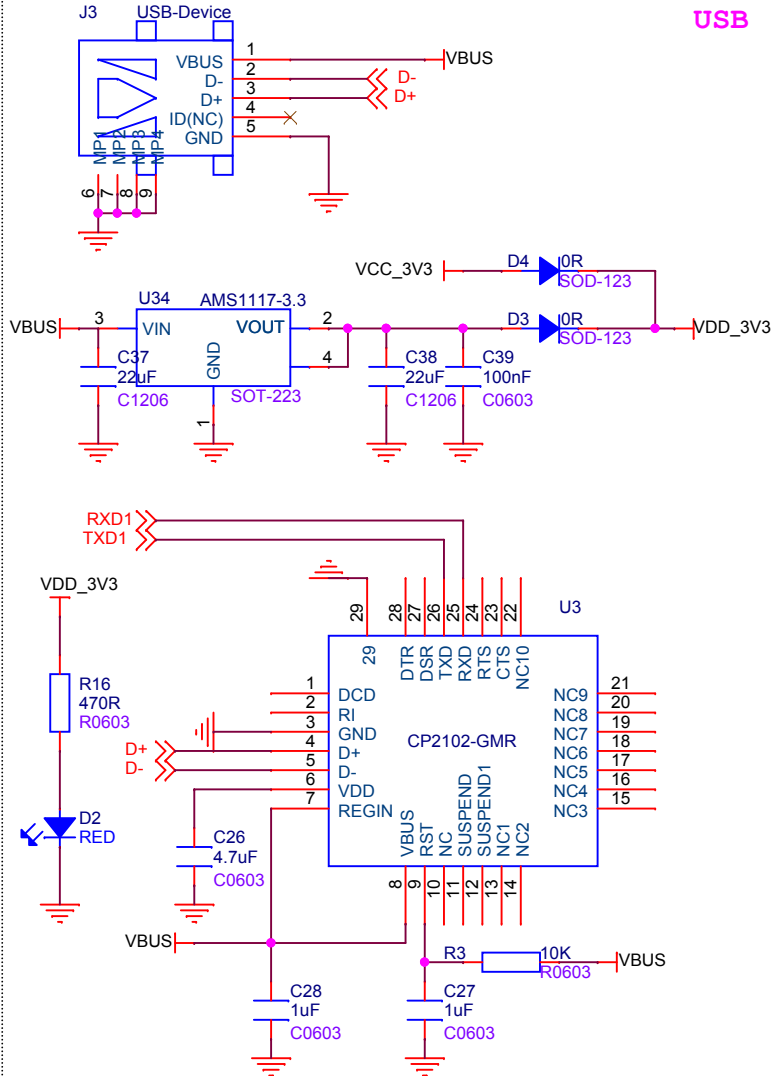 USB
J3 USB-Device
VBUS 1 VBUS
D- 2 D-
D+ 3 D+
ID(NC) 4
GND 5
MP1 MP2 MP3 MP4
6 7 8 9
VCC_3V3 D4 0R
SOD-123
U34 AMS1117-3.3
VBUS 3 VIN VOUT 2 D3 0R VDD_3V3
SOD-123
GND 4
C37 C38 C39
22uF 22uF 100nF
C1206 SOT-223 C1206 C0603
1
RXD1
TXD1
VDD_3V3
U3
29 28 27 26 25 24 23 22
29 DTR DSR TXD RXD RTS CTS NC10
R16
470R
R0603
1 DCD NC9 21
2 RI NC8 20
3 GND NC7 19
D+ 4 D+ CP2102-GMR NC6 18
D- 5 D- NC5 17
6 VDD NC4 16
7 REGIN NC3 15
VBUS RST NC SUSPEND SUSPEND1 NC1 NC2
8 9 10 11 12 13 14
D2
RED
C26
4.7uF
C0603
VBUS
R3 10K VBUS
R0603
C28 C27
1uF 1uF
C0603 C0603